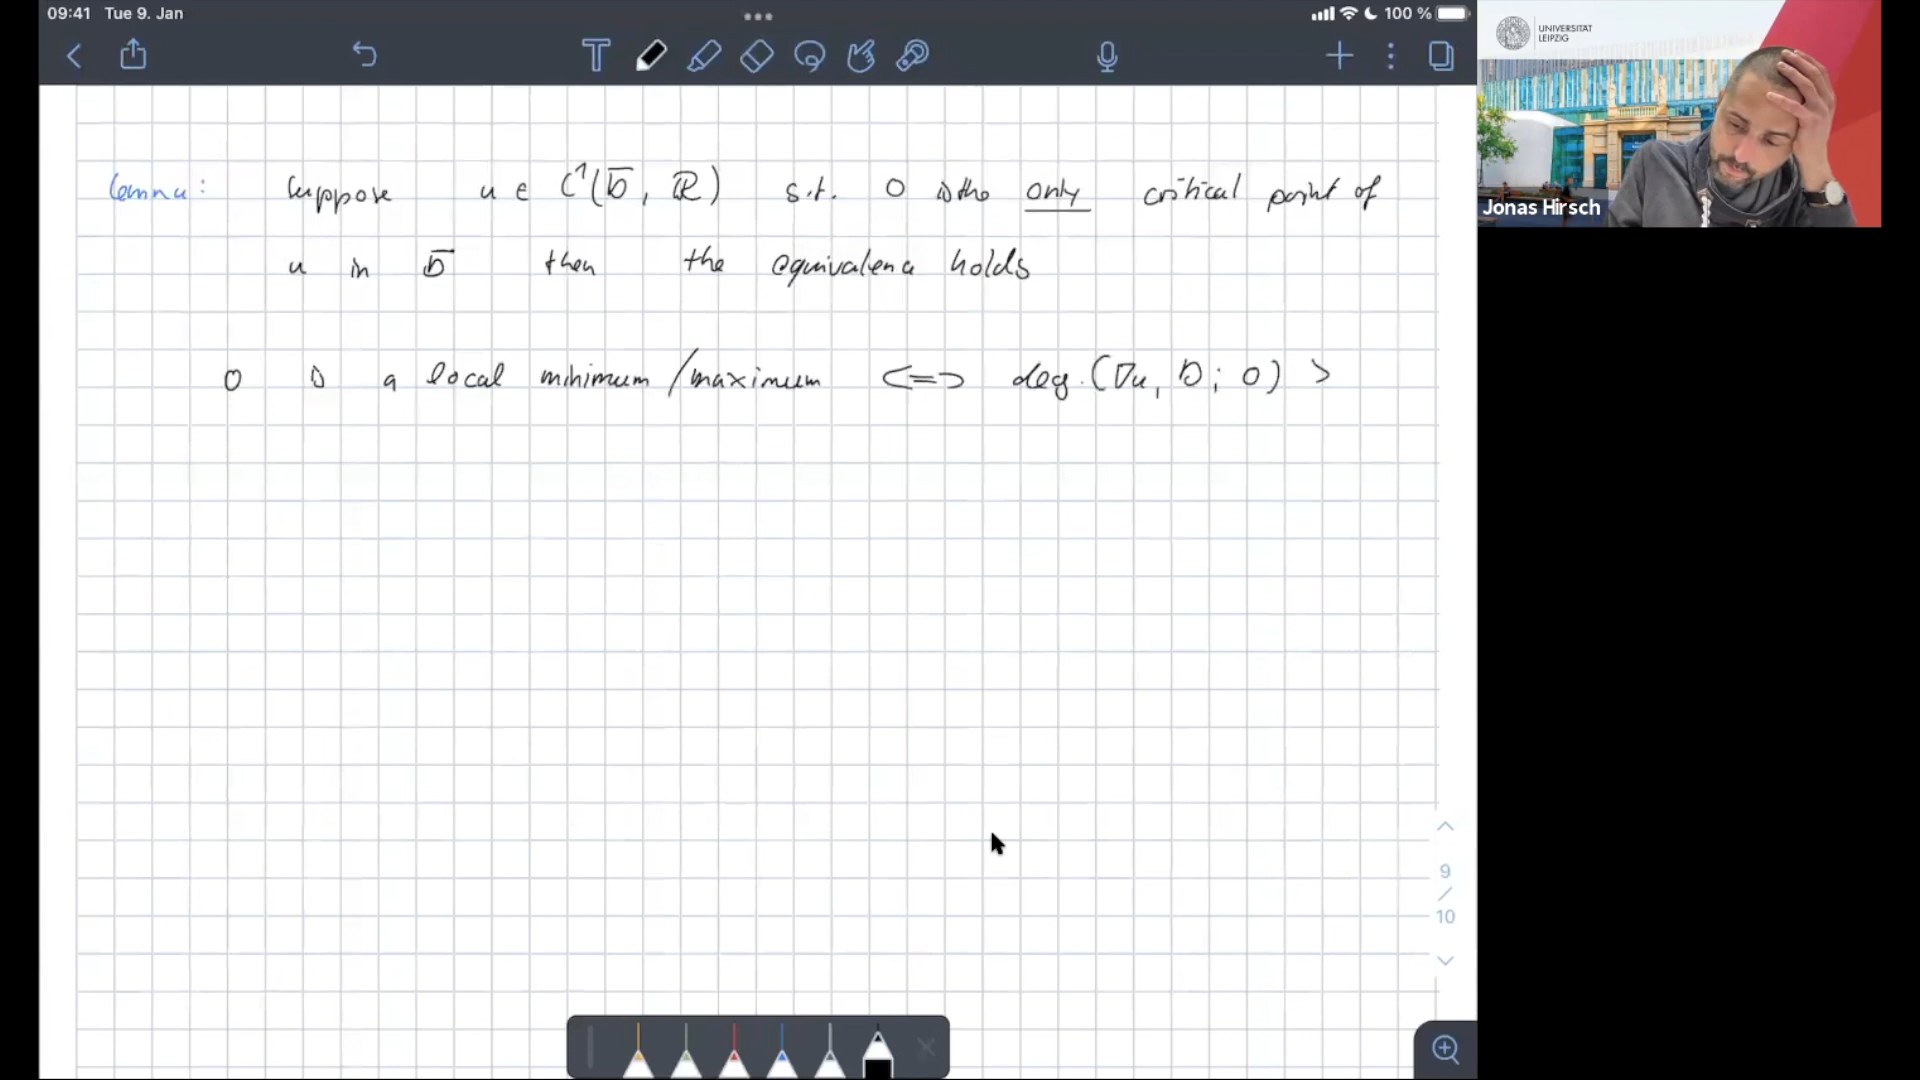 09:41 Tue 9. Jan
100 %
UNIVERSITÄT
LEIPZIG
Jonas Hirsch
Lemma: Suppose u ∈ C¹(D̅, ℝ) s.t. 0 is the only critical point of
u in D̅ then the equivalence holds
0 is a local minimum/maximum <=> deg.(∇u, D; 0) >
9
/
10